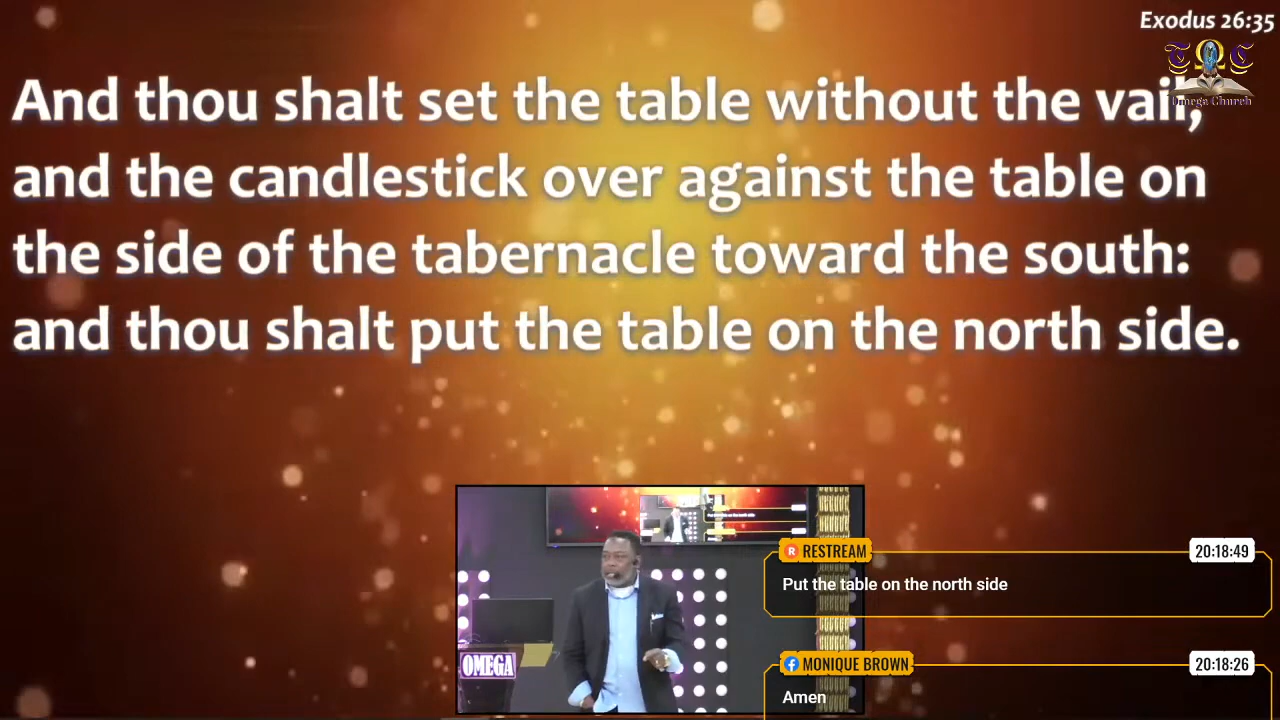 Exodus 26:35
TΩC
Omega Church
And thou shalt set the table without the vail,
and the candlestick over against the table on
the side of the tabernacle toward the south:
and thou shalt put the table on the north side.
OMEGA
RESTREAM
20:18:49
Put the table on the north side
MONIQUE BROWN
20:18:26
Amen